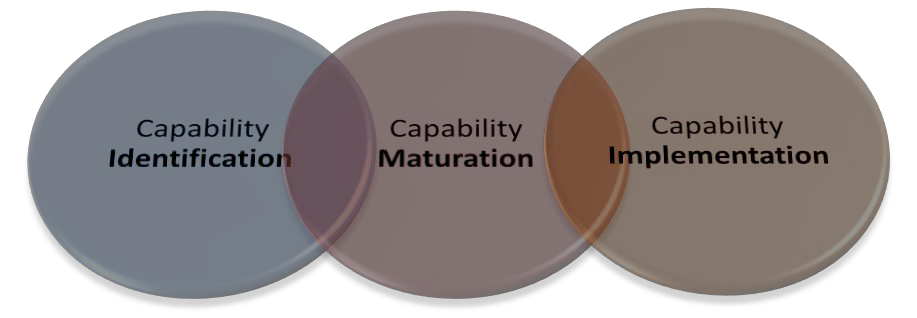 Capability
Identification
Capability
Maturation
Capability
Implementation